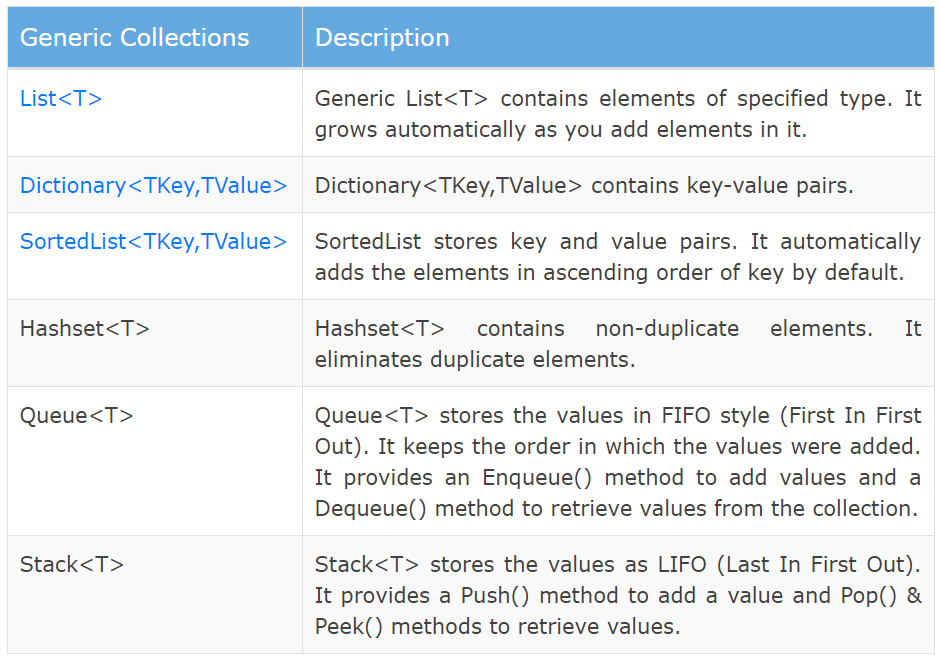 Generic Collections
Description
List<T>
Generic List<T> contains elements of specified type. It
grows automatically as you add elements in it.
Dictionary<TKey,TValue>
Dictionary<TKey,TValue> contains key-value pairs.
SortedList<TKey,TValue>
SortedList stores key and value pairs. It automatically
adds the elements in ascending order of key by default.
Hashset<T>
Hashset<T> contains non-duplicate elements. It
eliminates duplicate elements.
Queue<T>
Queue<T> stores the values in FIFO style (First In First
Out). It keeps the order in which the values were added.
It provides an Enqueue() method to add values and a
Dequeue() method to retrieve values from the collection.
Stack<T>
Stack<T> stores the values as LIFO (Last In First Out).
It provides a Push() method to add a value and Pop() &
Peek() methods to retrieve values.